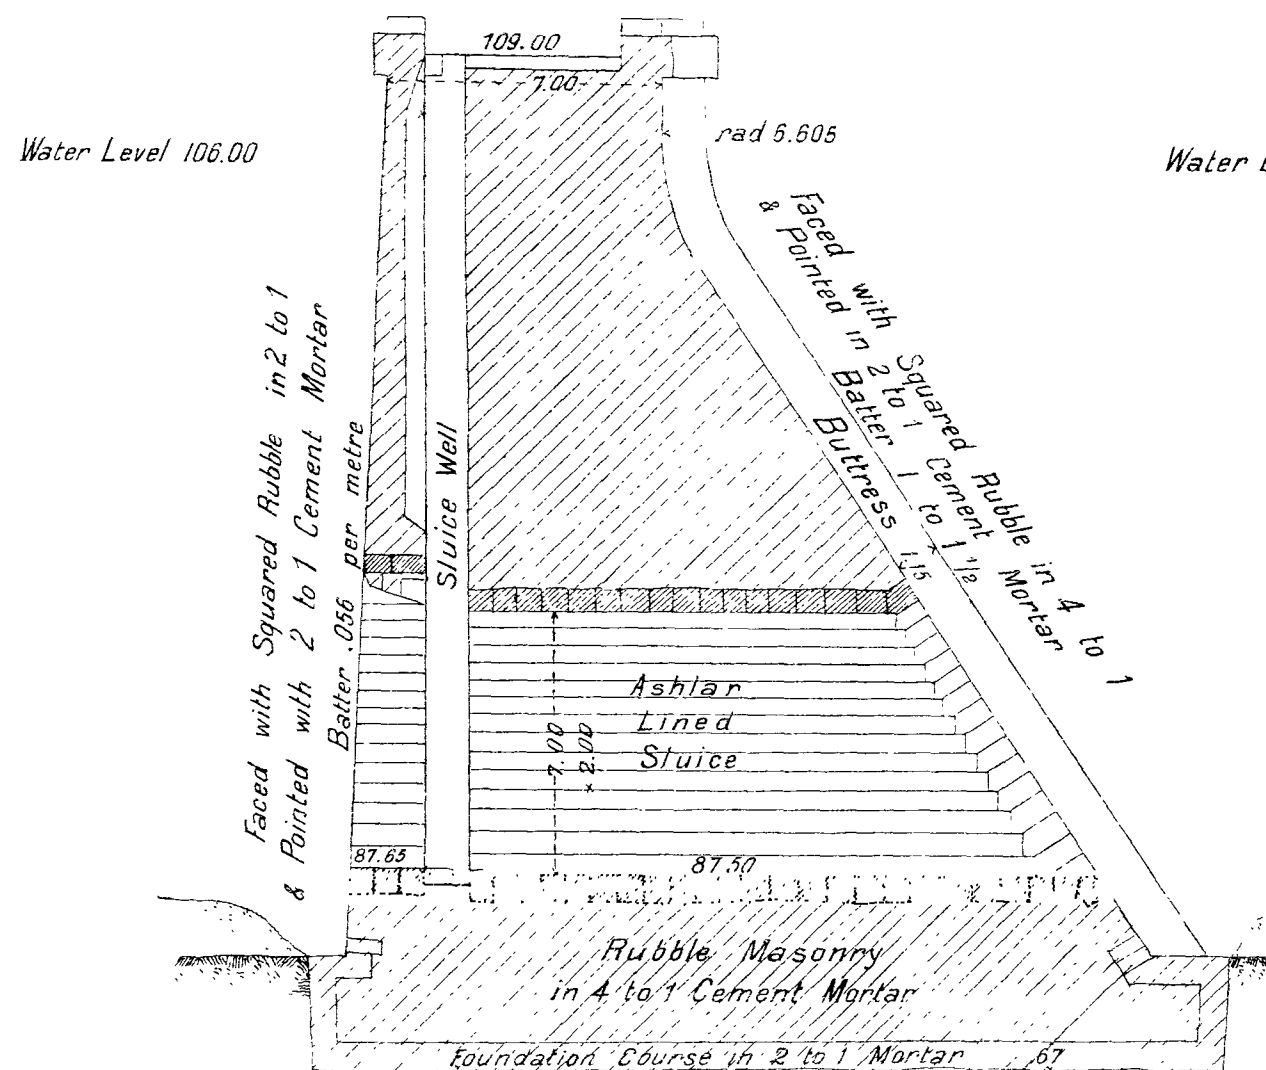 109.00
7.00
Water Level 106.00
rad 6.605
Water
Faced with Squared Rubble in 2 to 1
& Pointed with 2 to 1 Cement Mortar
Batter .056 per metre
Sluice Well
Faced with Squared Rubble in 4 to 1
& Pointed in 2 to 1 Cement Mortar
Batter 1 to 1 1/2
Buttress 1.15
Ashlar
Lined
Sluice
7.00
× 2.00
87.65
87.50
Rubble Masonry
in 4 to 1 Cement Mortar
Foundation Course in 2 to 1 Mortar .67